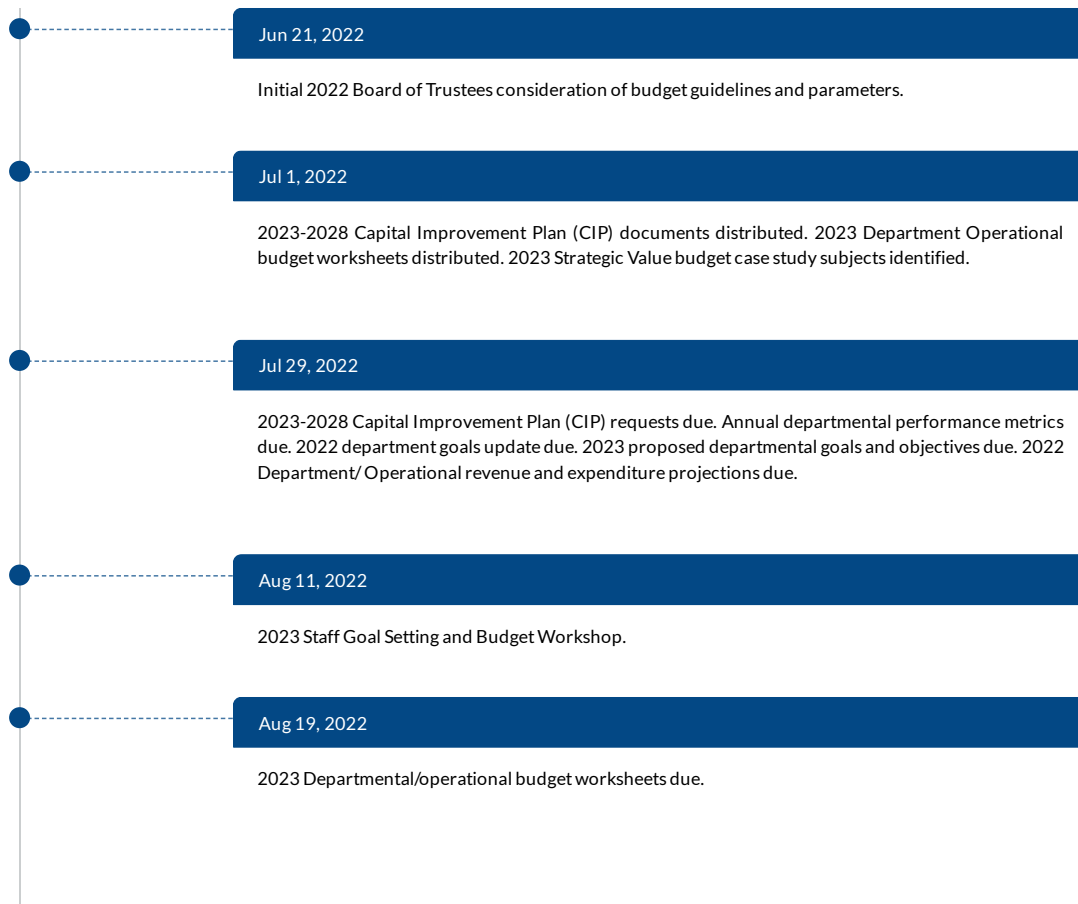 Jun 21, 2022
Initial 2022 Board of Trustees consideration of budget guidelines and parameters.
Jul 1, 2022
2023-2028 Capital Improvement Plan (CIP) documents distributed. 2023 Department Operational
budget worksheets distributed. 2023 Strategic Value budget case study subjects identified.
Jul 29, 2022
2023-2028 Capital Improvement Plan (CIP) requests due. Annual departmental performance metrics
due. 2022 department goals update due. 2023 proposed departmental goals and objectives due. 2022
Department/ Operational revenue and expenditure projections due.
Aug 11, 2022
2023 Staff Goal Setting and Budget Workshop.
Aug 19, 2022
2023 Departmental/operational budget worksheets due.